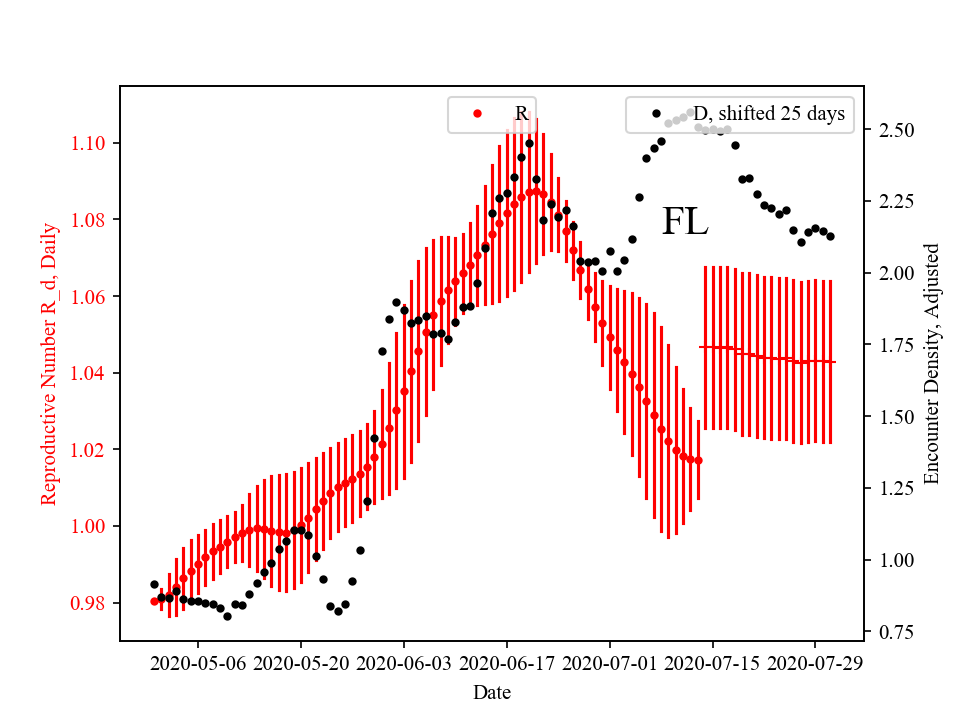 R
D, shifted 25 days
FL
Reproductive Number R_d, Daily
1.10
1.08
1.06
1.04
1.02
1.00
0.98
2.50
2.25
2.00
1.75
1.50
1.25
1.00
0.75
Encounter Density, Adjusted
2020-05-06 2020-05-20 2020-06-03 2020-06-17 2020-07-01 2020-07-15 2020-07-29
Date